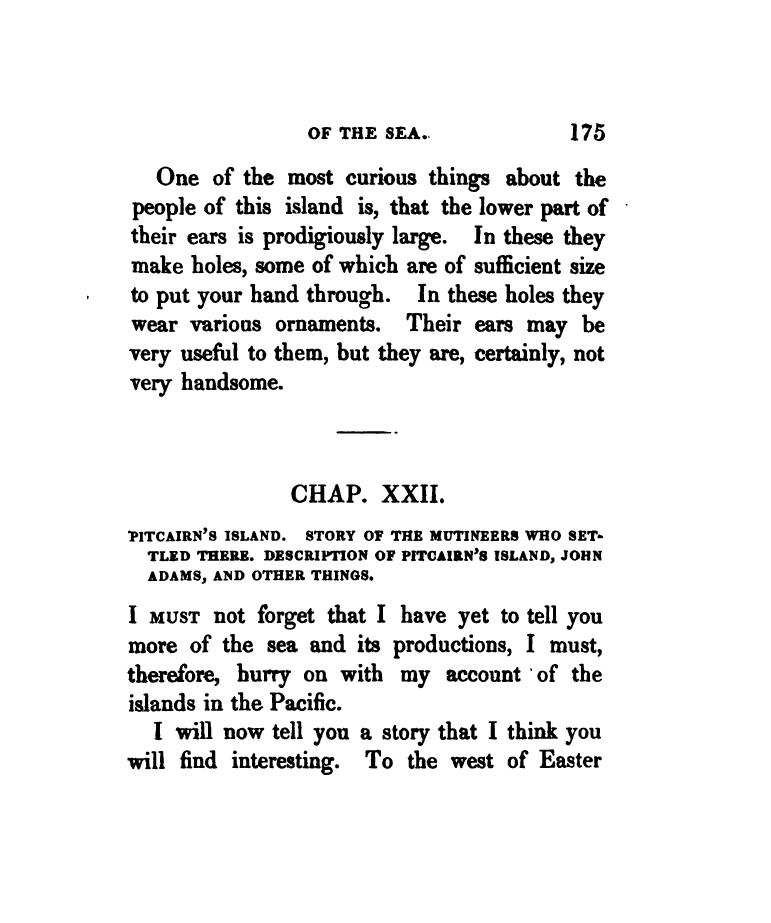 OF THE SEA. 175
One of the most curious things about the
people of this island is, that the lower part of
their ears is prodigiously large. In these they
make holes, some of which are of sufficient size
to put your hand through. In these holes they
wear various ornaments. Their ears may be
very useful to them, but they are, certainly, not
very handsome.
CHAP. XXII.
PITCAIRN'S ISLAND. STORY OF THE MUTINEERS WHO SET-
TLED THERE. DESCRIPTION OF PITCAIRN'S ISLAND, JOHN
ADAMS, AND OTHER THINGS.
I MUST not forget that I have yet to tell you
more of the sea and its productions, I must,
therefore, hurry on with my account of the
islands in the Pacific.
I will now tell you a story that I think you
will find interesting. To the west of Easter